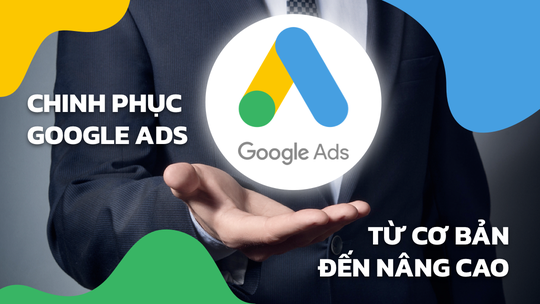 CHINH PHỤC
GOOGLE ADS
Google Ads
TỪ CƠ BẢN
ĐẾN NÂNG CAO